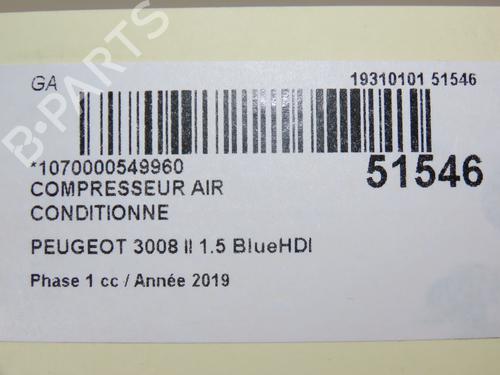 GA
19310101 51546
*1070000549960
51546
COMPRESSEUR AIR
CONDITIONNE
PEUGEOT 3008 II 1.5 BlueHDI
Phase 1 cc / Année 2019
B-PARTS